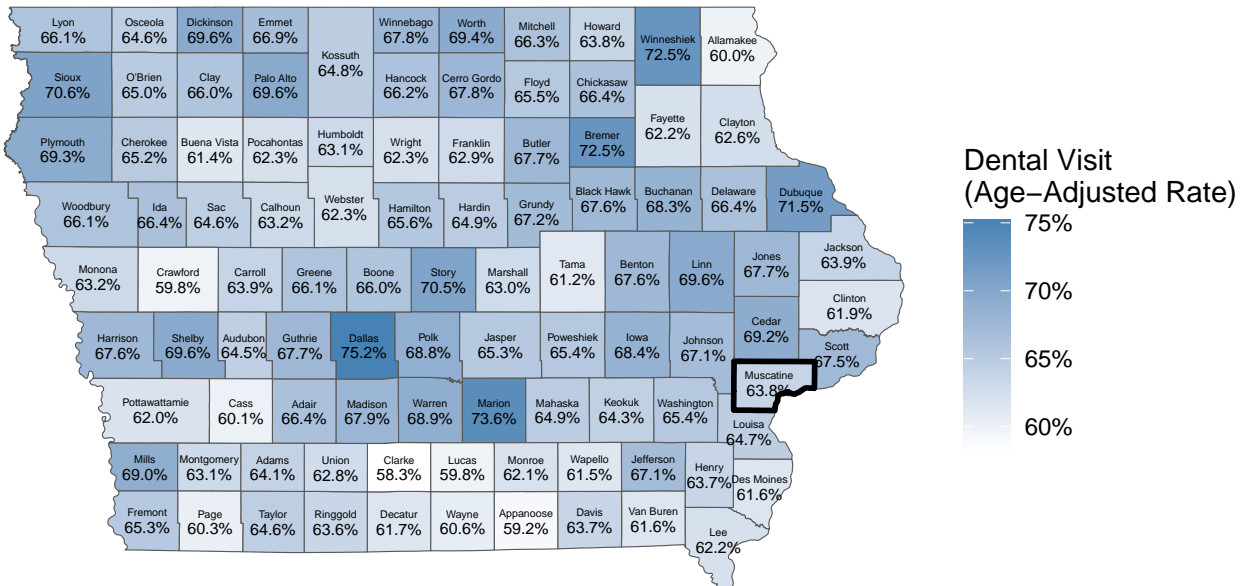 Lyon
66.1%
Osceola
64.6%
Dickinson
69.6%
Emmet
66.9%
Kossuth
64.8%
Winnebago
67.8%
Worth
69.4%
Mitchell
66.3%
Howard
63.8%
Winneshiek
72.5%
Allamakee
60.0%
Sioux
70.6%
O'Brien
65.0%
Clay
66.0%
Palo Alto
69.6%
Hancock
66.2%
Cerro Gordo
67.8%
Floyd
65.5%
Chickasaw
66.4%
Fayette
62.2%
Clayton
62.6%
Plymouth
69.3%
Cherokee
65.2%
Buena Vista
61.4%
Pocahontas
62.3%
Humboldt
63.1%
Wright
62.3%
Franklin
62.9%
Butler
67.7%
Bremer
72.5%
Woodbury
66.1%
Ida
66.4%
Sac
64.6%
Calhoun
63.2%
Webster
62.3%
Hamilton
65.6%
Hardin
64.9%
Grundy
67.2%
Black Hawk
67.6%
Buchanan
68.3%
Delaware
66.4%
Dubuque
71.5%
Monona
63.2%
Crawford
59.8%
Carroll
63.9%
Greene
66.1%
Boone
66.0%
Story
70.5%
Marshall
63.0%
Tama
61.2%
Benton
67.6%
Linn
69.6%
Jones
67.7%
Jackson
63.9%
Clinton
61.9%
Harrison
67.6%
Shelby
69.6%
Audubon
64.5%
Guthrie
67.7%
Dallas
75.2%
Polk
68.8%
Jasper
65.3%
Poweshiek
65.4%
Iowa
68.4%
Johnson
67.1%
Cedar
69.2%
Scott
67.5%
Muscatine
63.8%
Pottawattamie
62.0%
Cass
60.1%
Adair
66.4%
Madison
67.9%
Warren
68.9%
Marion
73.6%
Mahaska
64.9%
Keokuk
64.3%
Washington
65.4%
Louisa
64.7%
Mills
69.0%
Montgomery
63.1%
Adams
64.1%
Union
62.8%
Clarke
58.3%
Lucas
59.8%
Monroe
62.1%
Wapello
61.5%
Jefferson
67.1%
Henry
63.7%
Des Moines
61.6%
Fremont
65.3%
Page
60.3%
Taylor
64.6%
Ringgold
63.6%
Decatur
61.7%
Wayne
60.6%
Appanoose
59.2%
Davis
63.7%
Van Buren
61.6%
Lee
62.2%
Dental Visit
(Age−Adjusted Rate)
75%
70%
65%
60%